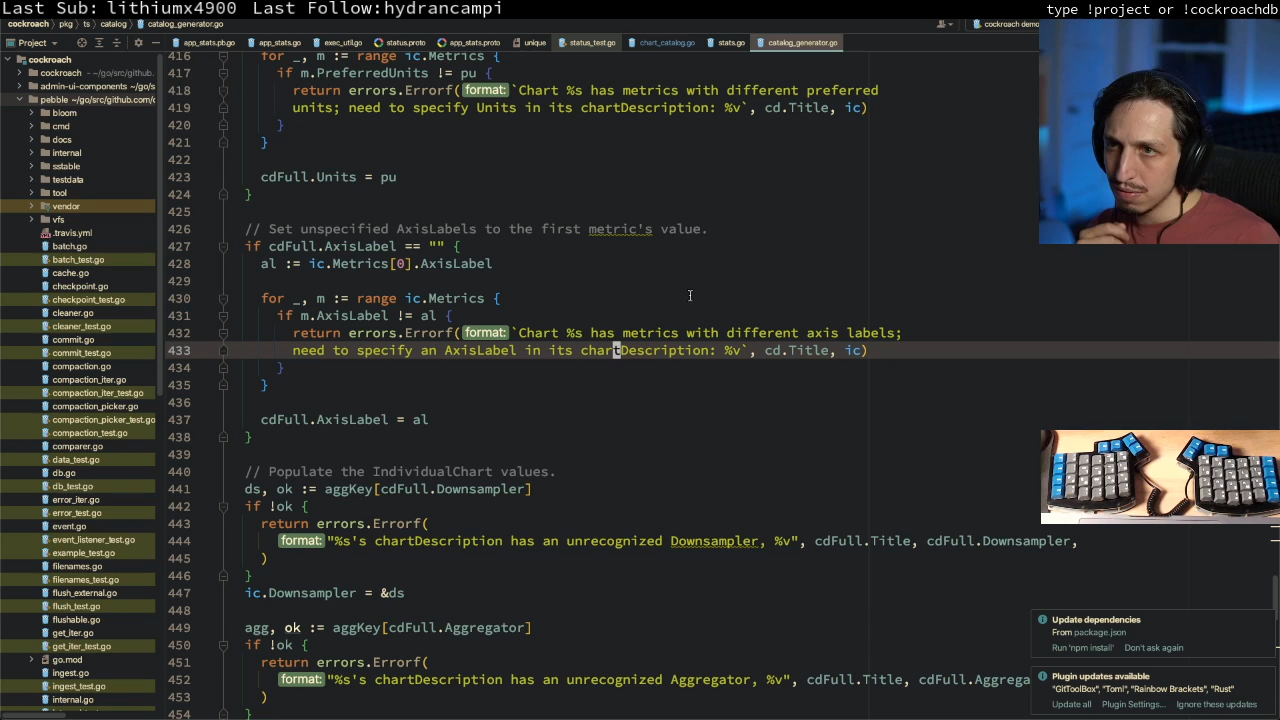 Last Sub: lithiumx4900 Last Follow:hydrancampi
type !project or !cockroachdb
cockroach
pkg
ts
catalog
catalog_generator.go
cockroach demo
Project
app_stats.pb.go
app_stats.go
exec_util.go
status.proto
app_stats.proto
unique
status_test.go
chart_catalog.go
stats.go
catalog_generator.go
cockroach
cockroach ~/go/src/github.
admin-ui-components ~/go/s
pebble ~/go/src/github.com/c
bloom
cmd
docs
internal
sstable
testdata
tool
vendor
vfs
.travis.yml
batch.go
batch_test.go
cache.go
checkpoint.go
checkpoint_test.go
cleaner.go
cleaner_test.go
commit.go
commit_test.go
compaction.go
compaction_iter.go
compaction_iter_test.go
compaction_picker.go
compaction_picker_test.go
compaction_test.go
comparer.go
data_test.go
db.go
db_test.go
error_iter.go
error_test.go
event.go
event_listener_test.go
example_test.go
filenames.go
filenames_test.go
flush_external.go
flush_test.go
flushable.go
get_iter.go
get_iter_test.go
go.mod
ingest.go
ingest_test.go
internal.go
416 for _, m := range ic.Metrics {
417 if m.PreferredUnits != pu {
418 return errors.Errorf( format: `Chart %s has metrics with different preferred
419 units; need to specify Units in its chartDescription: %v`, cd.Title, ic)
420 }
421 }
422
423 cdFull.Units = pu
424 }
425
426 // Set unspecified AxisLabels to the first metric's value.
427 if cdFull.AxisLabel == "" {
428 al := ic.Metrics[0].AxisLabel
429
430 for _, m := range ic.Metrics {
431 if m.AxisLabel != al {
432 return errors.Errorf( format: `Chart %s has metrics with different axis labels;
433 need to specify an AxisLabel in its chartDescription: %v`, cd.Title, ic)
434 }
435 }
436
437 cdFull.AxisLabel = al
438 }
439
440 // Populate the IndividualChart values.
441 ds, ok := aggKey[cdFull.Downsampler]
442 if !ok {
443 return errors.Errorf(
444 format: "%s's chartDescription has an unrecognized Downsampler, %v", cdFull.Title, cdFull.Downsampler,
445 )
446 }
447 ic.Downsampler = &ds
448
449 agg, ok := aggKey[cdFull.Aggregator]
450 if !ok {
451 return errors.Errorf(
452 format: "%s's chartDescription has an unrecognized Aggregator, %v", cdFull.Title, cdFull.Aggrega
453 )
454 }
Update dependencies
From package.json
Run 'npm install' Don't ask again
Plugin updates available
"GitToolBox", "Toml", "Rainbow Brackets", "Rust"
Update all Plugin Settings... Ignore these updates